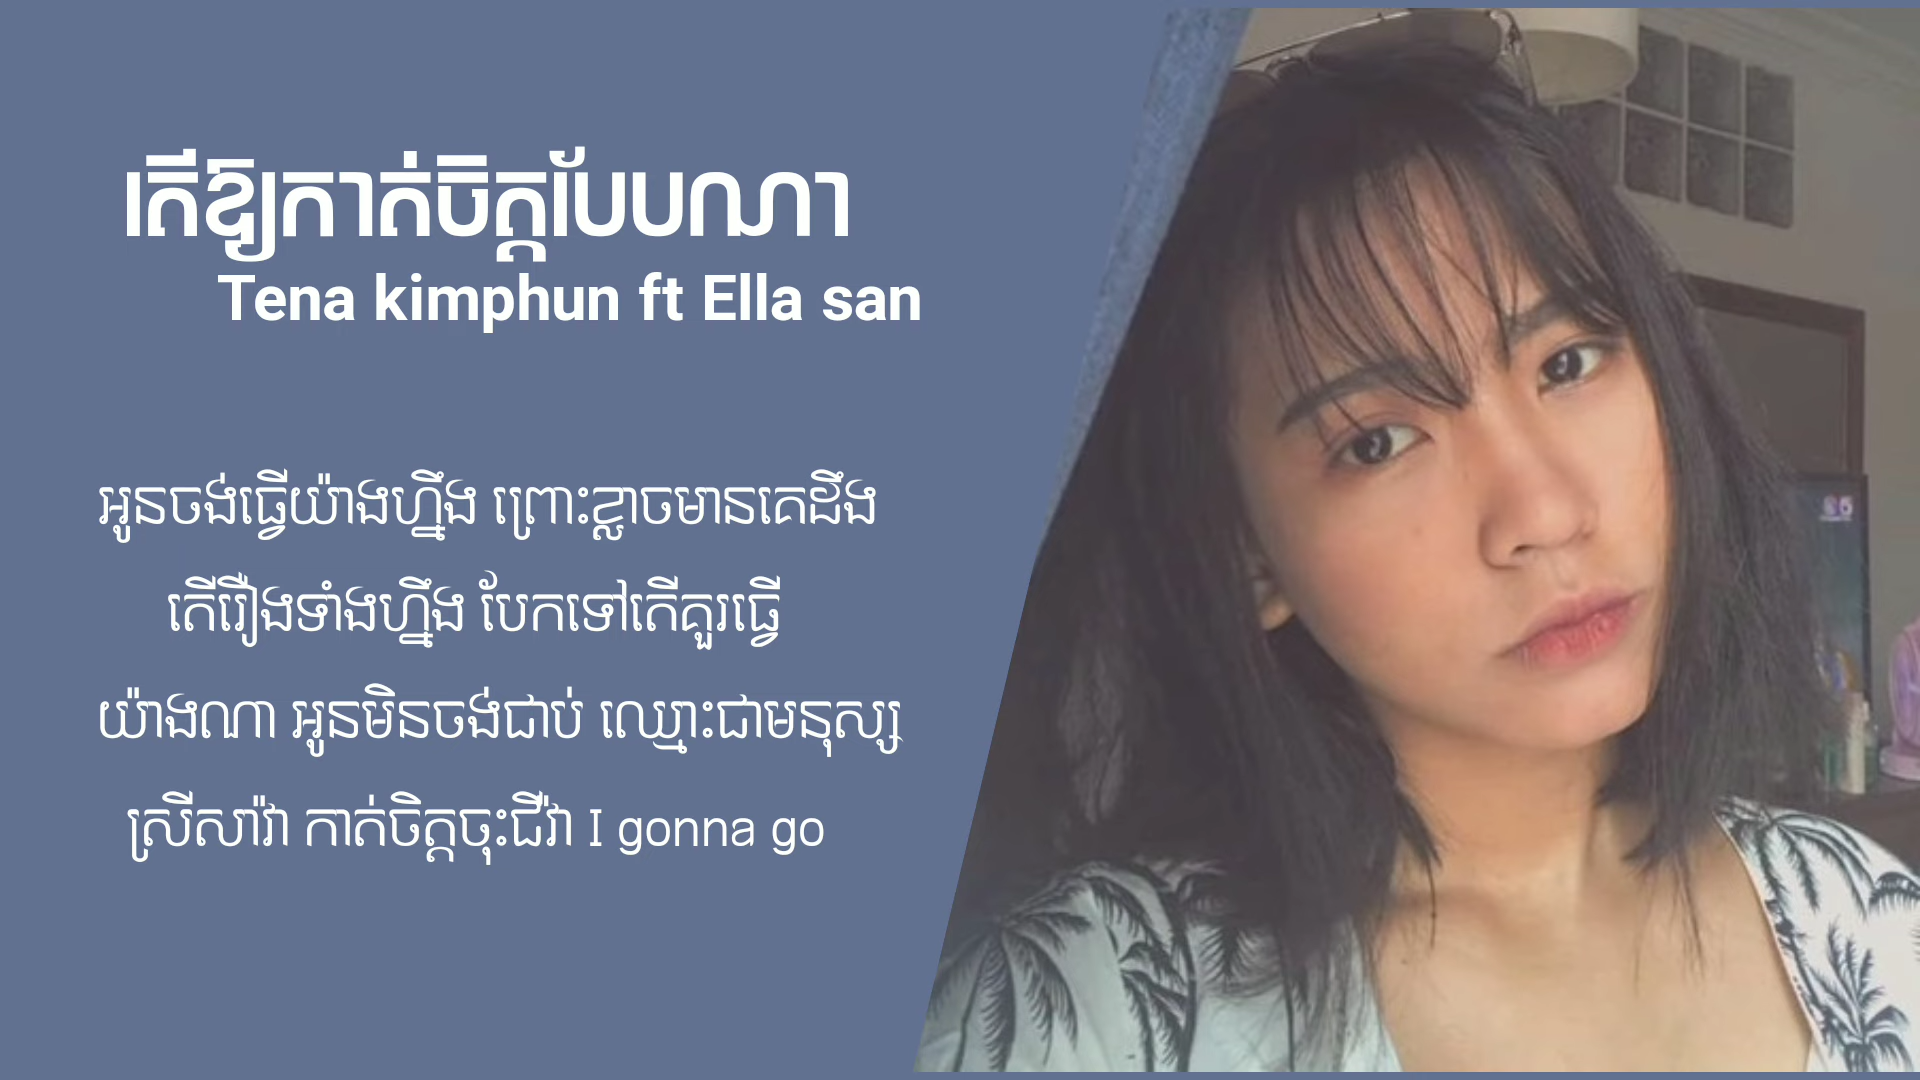 តើឱ្យកាត់ចិត្តបែបណា
Tena kimphun ft Ella san
អូនចង់ធ្វើយ៉ាងហ្នឹង ព្រោះខ្លាចមានគេដឹង
តើរឿងទាំងហ្នឹង បែកទៅតើគួរធ្វើ
យ៉ាងណា អូនមិនចង់ជាប់ ឈ្មោះជាមនុស្ស
ស្រីសាវ៉ា កាត់ចិត្តចុះជីវ៉ា I gonna go